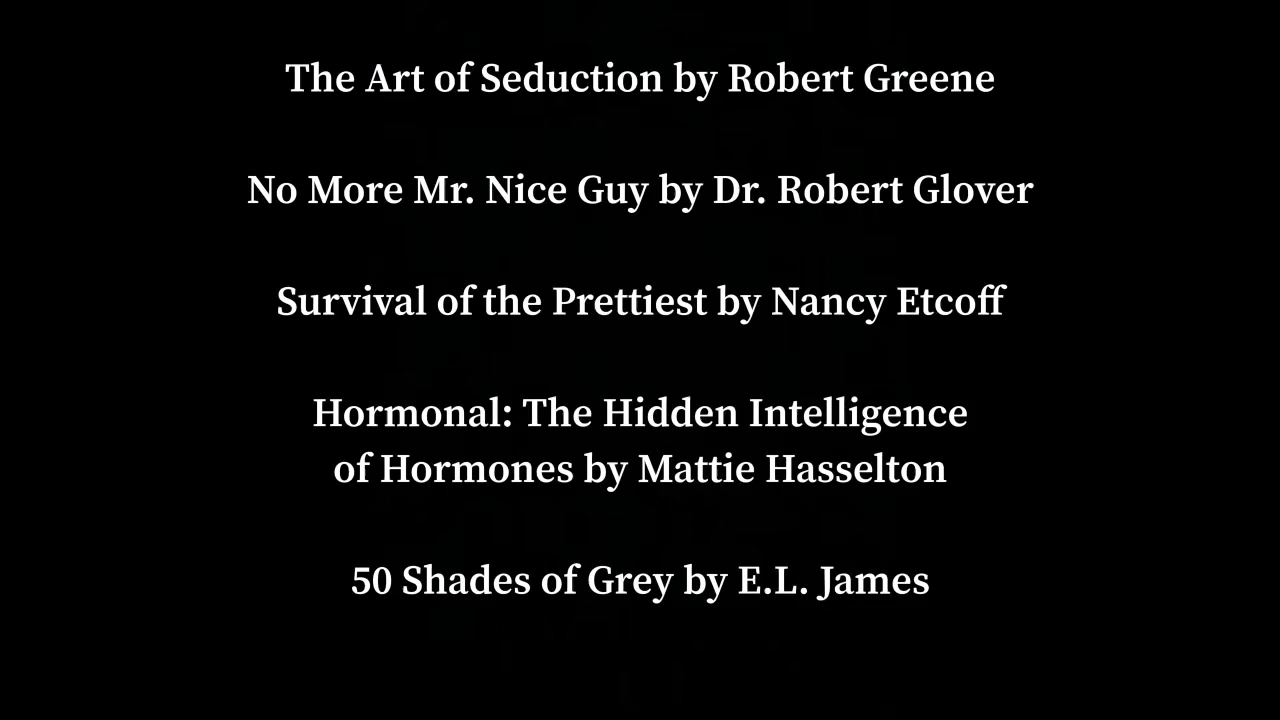 The Art of Seduction by Robert Greene
No More Mr. Nice Guy by Dr. Robert Glover
Survival of the Prettiest by Nancy Etcoff
Hormonal: The Hidden Intelligence
of Hormones by Mattie Hasselton
50 Shades of Grey by E.L. James